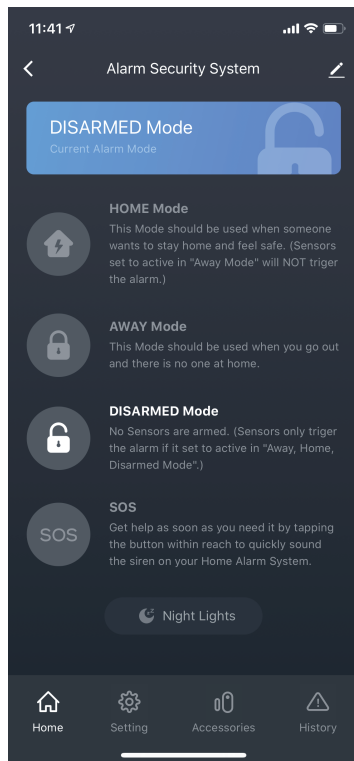 11:41
Alarm Security System
DISARMED Mode
Current Alarm Mode
HOME Mode
This Mode should be used when someone
wants to stay home and feel safe. (Sensors
set to active in "Away Mode" will NOT triger
the alarm.)
AWAY Mode
This Mode should be used when you go out
and there is no one at home.
DISARMED Mode
No Sensors are armed. (Sensors only triger
the alarm if it set to active in "Away, Home,
Disarmed Mode".)
SOS
SOS
Get help as soon as you need it by tapping
the button within reach to quickly sound
the siren on your Home Alarm System.
Night Lights
Home Setting Accessories History